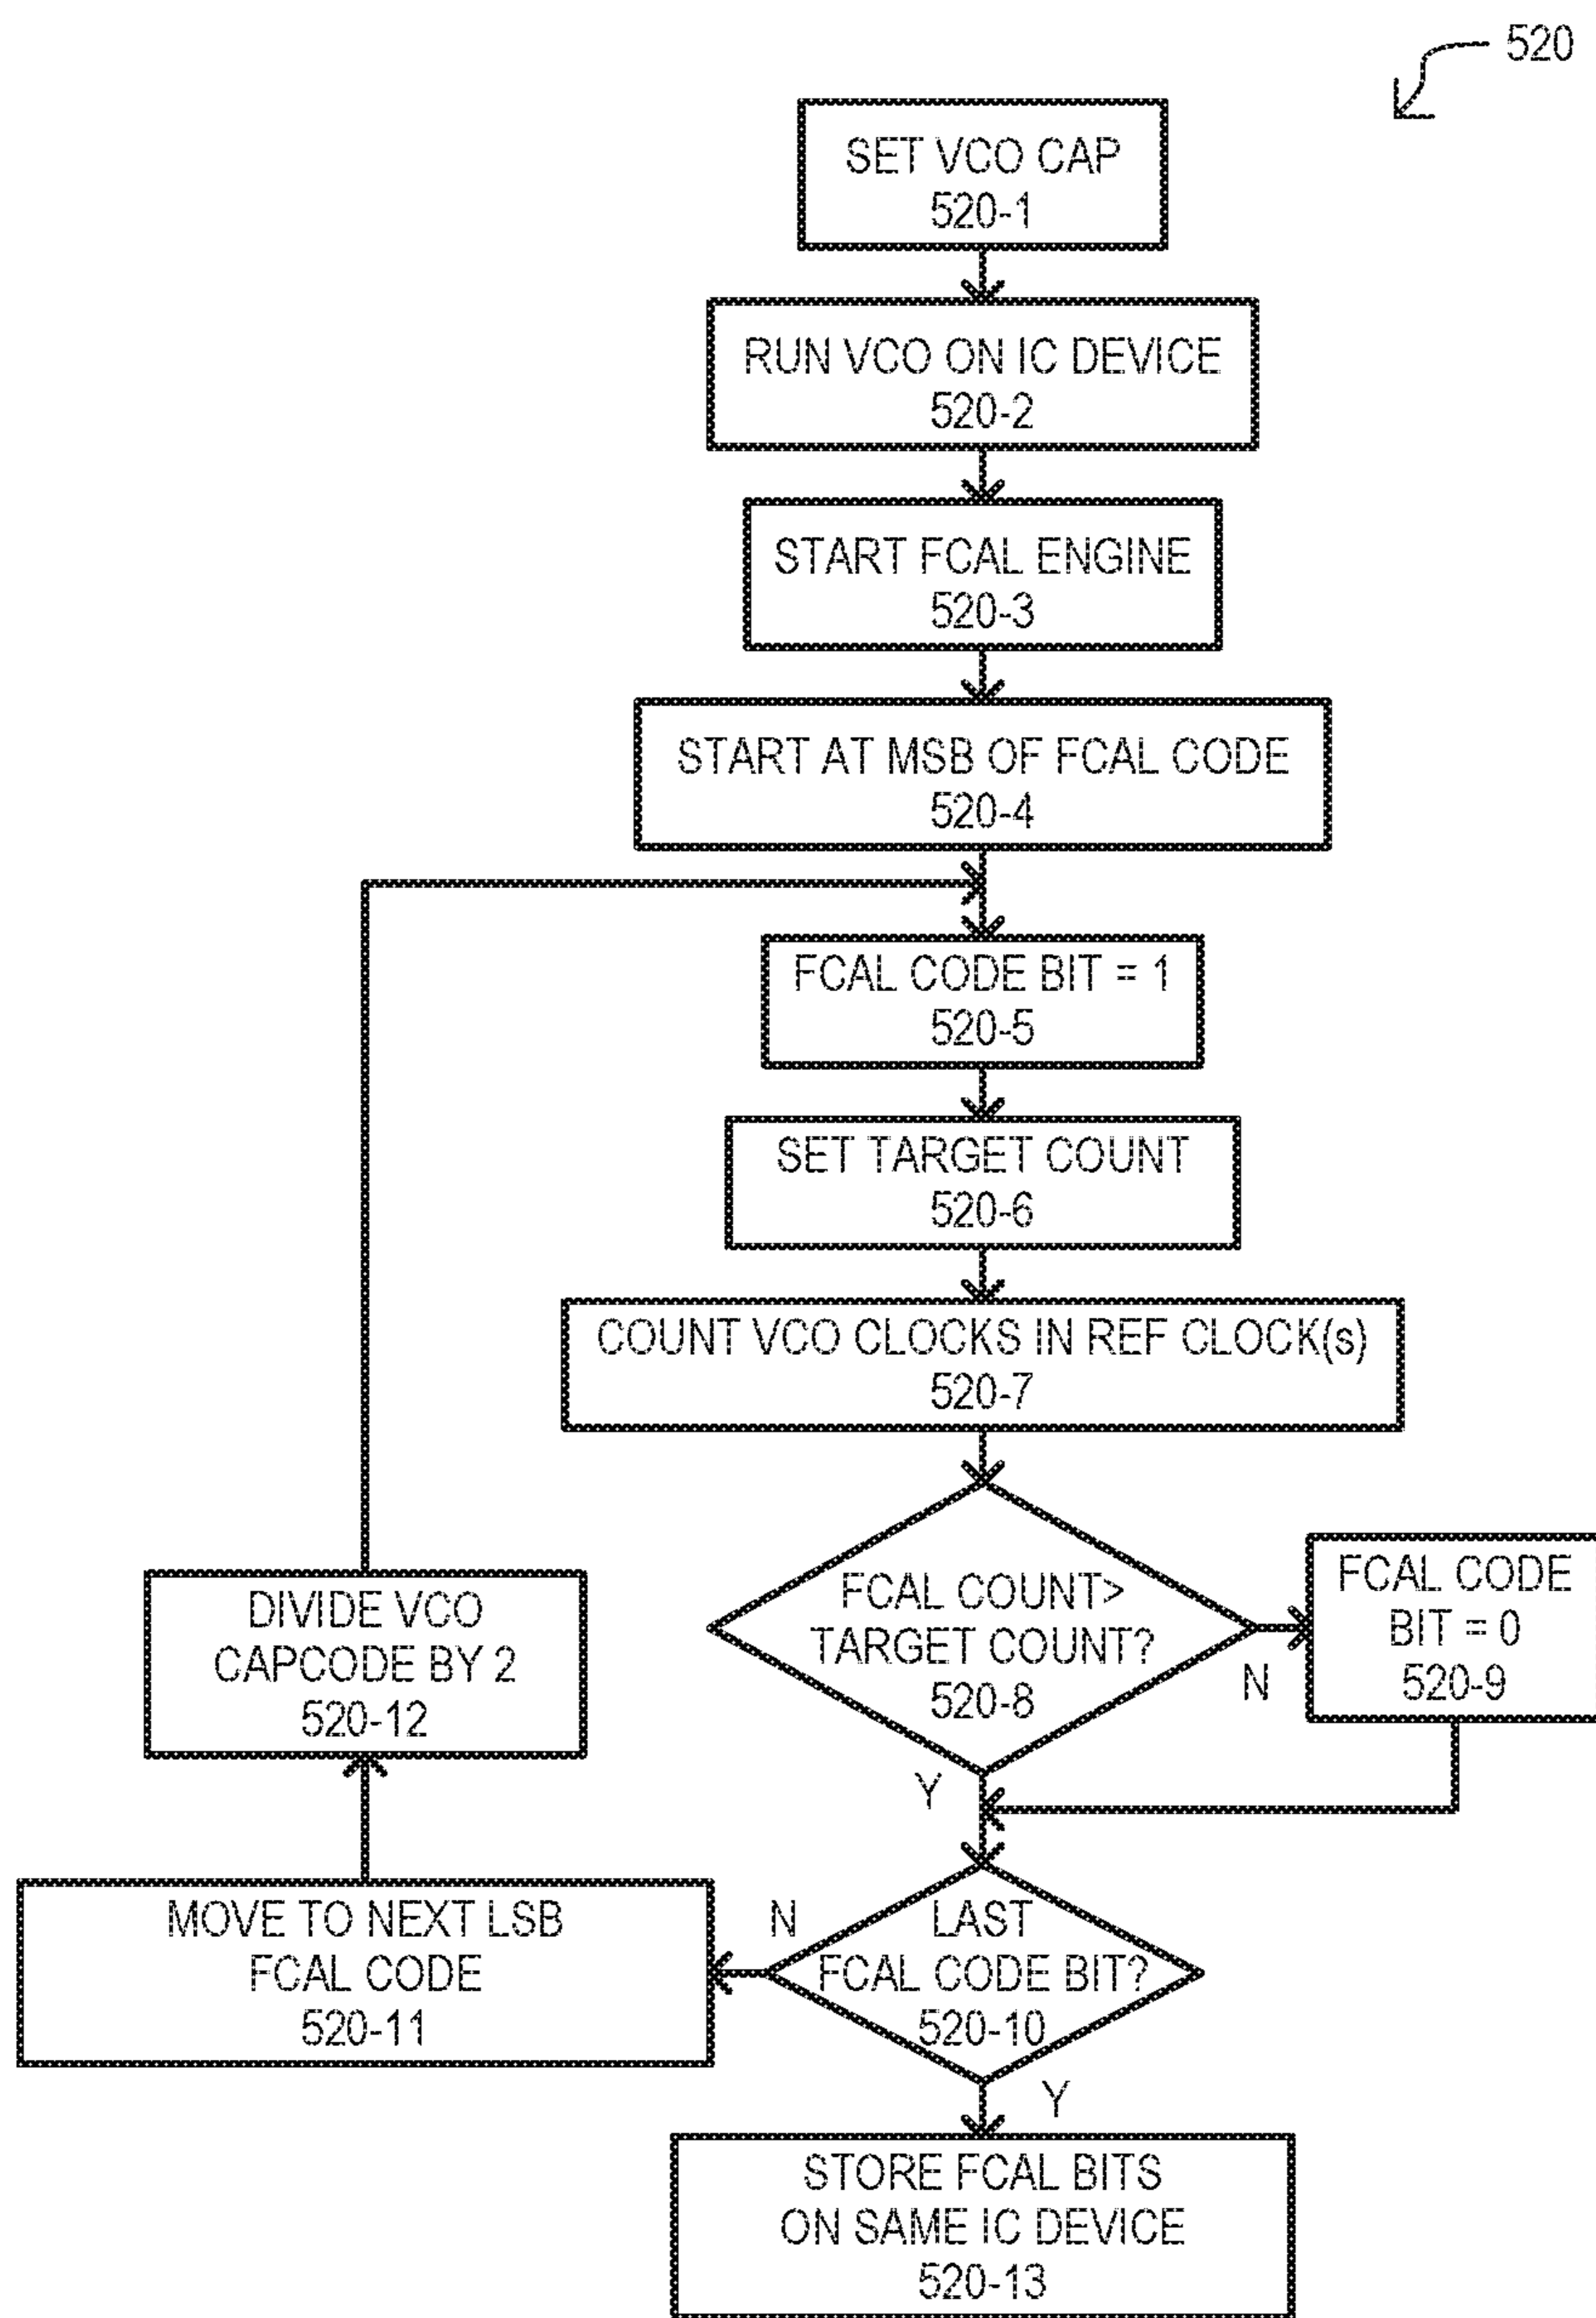 520
SET VCO CAP
520-1
RUN VCO ON IC DEVICE
520-2
START FCAL ENGINE
520-3
START AT MSB OF FCAL CODE
520-4
FCAL CODE BIT = 1
520-5
SET TARGET COUNT
520-6
COUNT VCO CLOCKS IN REF CLOCK(s)
520-7
FCAL COUNT>
TARGET COUNT?
520-8
N
Y
FCAL CODE
BIT = 0
520-9
LAST
FCAL CODE BIT?
520-10
N
Y
MOVE TO NEXT LSB
FCAL CODE
520-11
DIVIDE VCO
CAPCODE BY 2
520-12
STORE FCAL BITS
ON SAME IC DEVICE
520-13